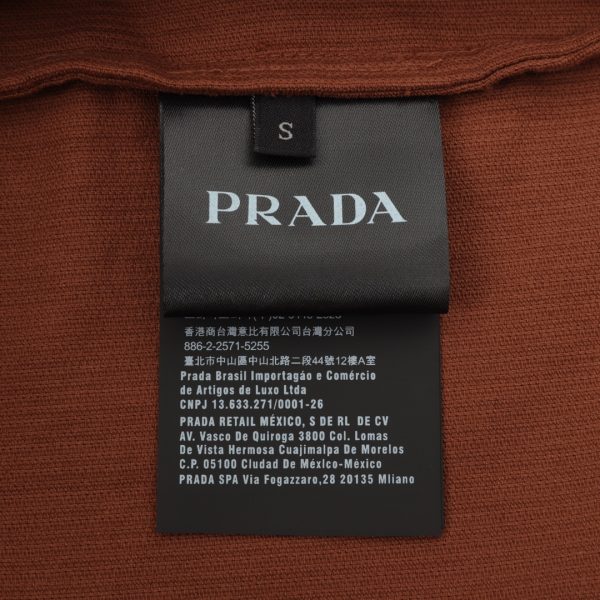 S
PRADA
香港商台灣意比有限公司台灣分公司
886-2-2571-5255
臺北市中山區中山北路二段44號12樓A室
Prada Brasil Importagáo e Comércio
de Artigos de Luxo Ltda
CNPJ 13.633.271/0001-26
PRADA RETAIL MÉXICO, S DE RL DE CV
AV. Vasco De Quiroga 3800 Col. Lomas
De Vista Hermosa Cuajimalpa De Morelos
C.P. 05100 Cludad De Méxlco-México
PRADA SPA Via Fogazzaro,28 20135 Mliano